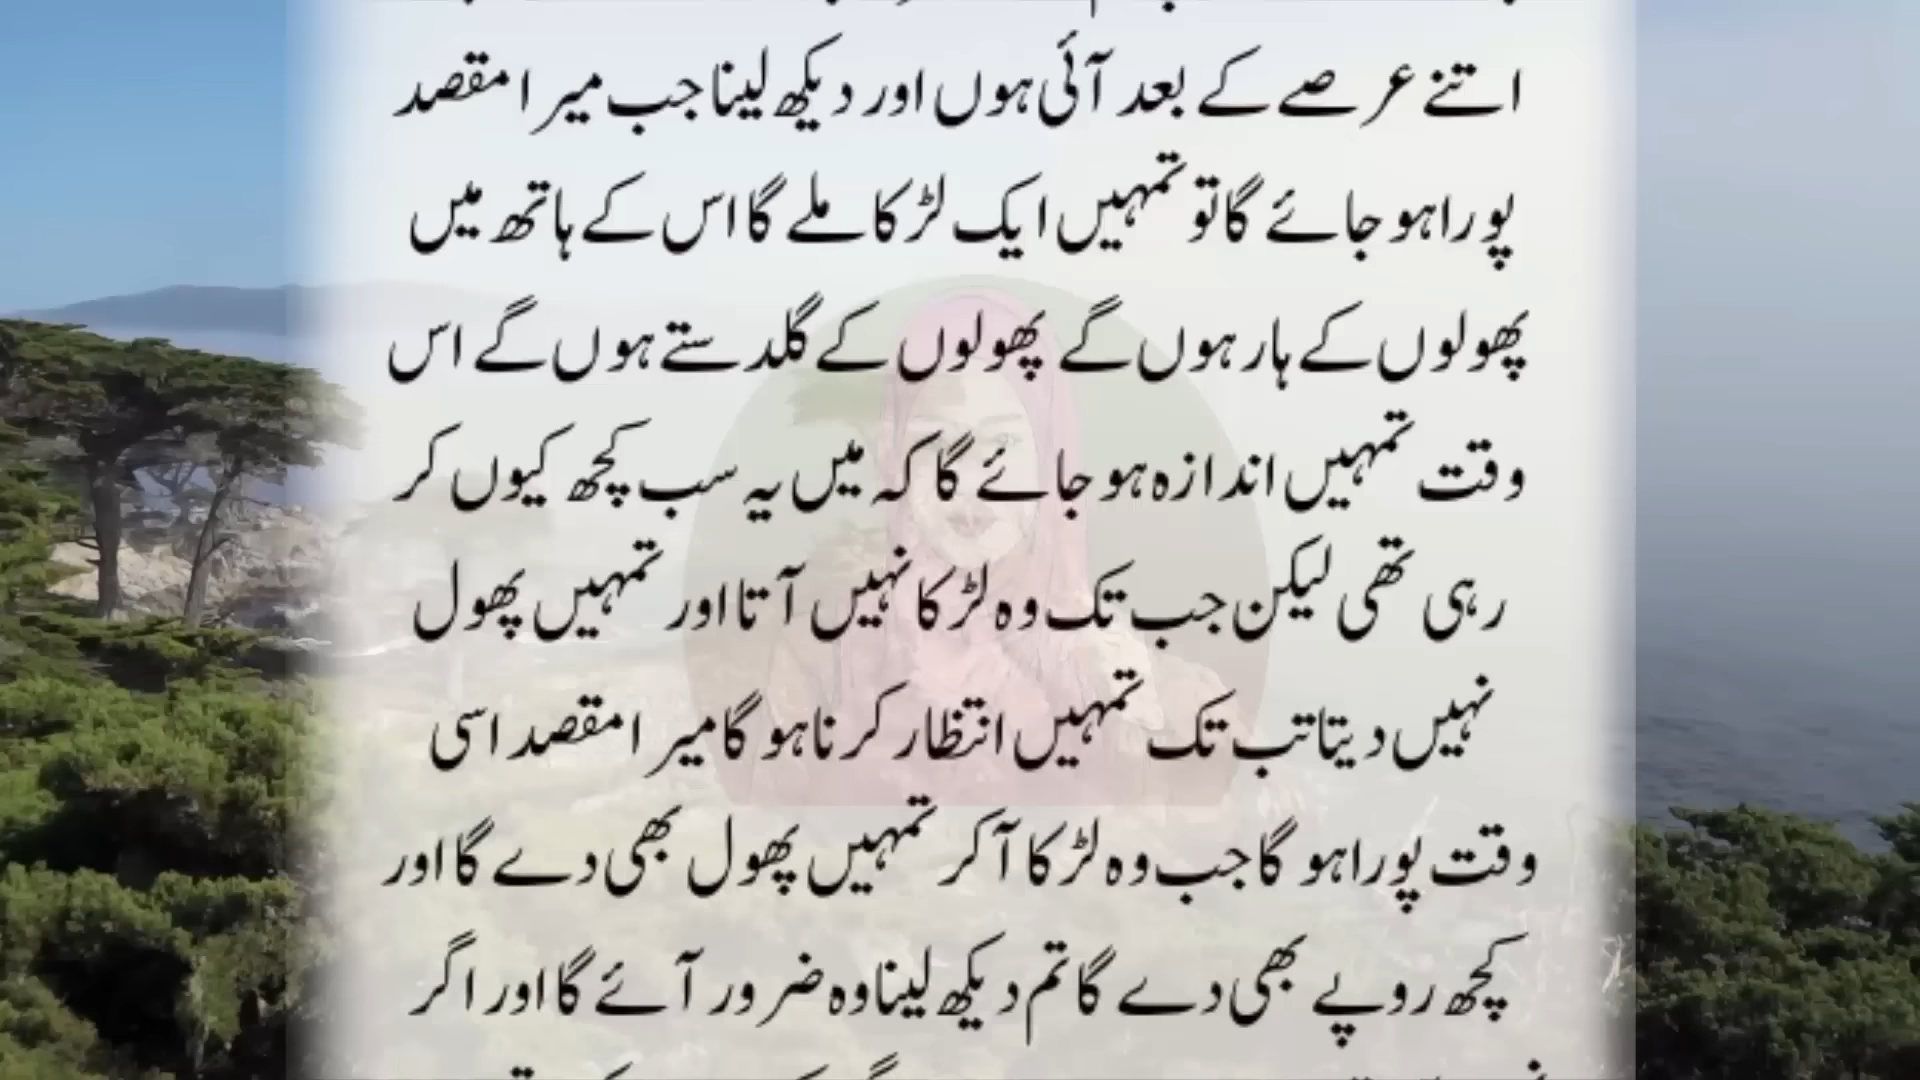 اتنے عرصے کے بعد آئی ہوں اور دیکھ لینا جب میرا مقصد
پورا ہو جائے گا تو تمہیں ایک لڑکا ملے گا اس کے ہاتھ میں
پھولوں کے ہار ہوں گے پھولوں کے گلدستے ہوں گے اس
وقت تمہیں اندازہ ہو جائے گا کہ میں یہ سب کچھ کیوں کر
رہی تھی لیکن جب تک وہ لڑکا نہیں آتا اور تمہیں پھول
نہیں دیتا تب تک تمہیں انتظار کرنا ہو گا میرا مقصد اسی
وقت پورا ہو گا جب وہ لڑکا آکر تمہیں پھول بھی دے گا اور
کچھ روپے بھی دے گا تم دیکھ لینا وہ ضرور آئے گا اور اگر